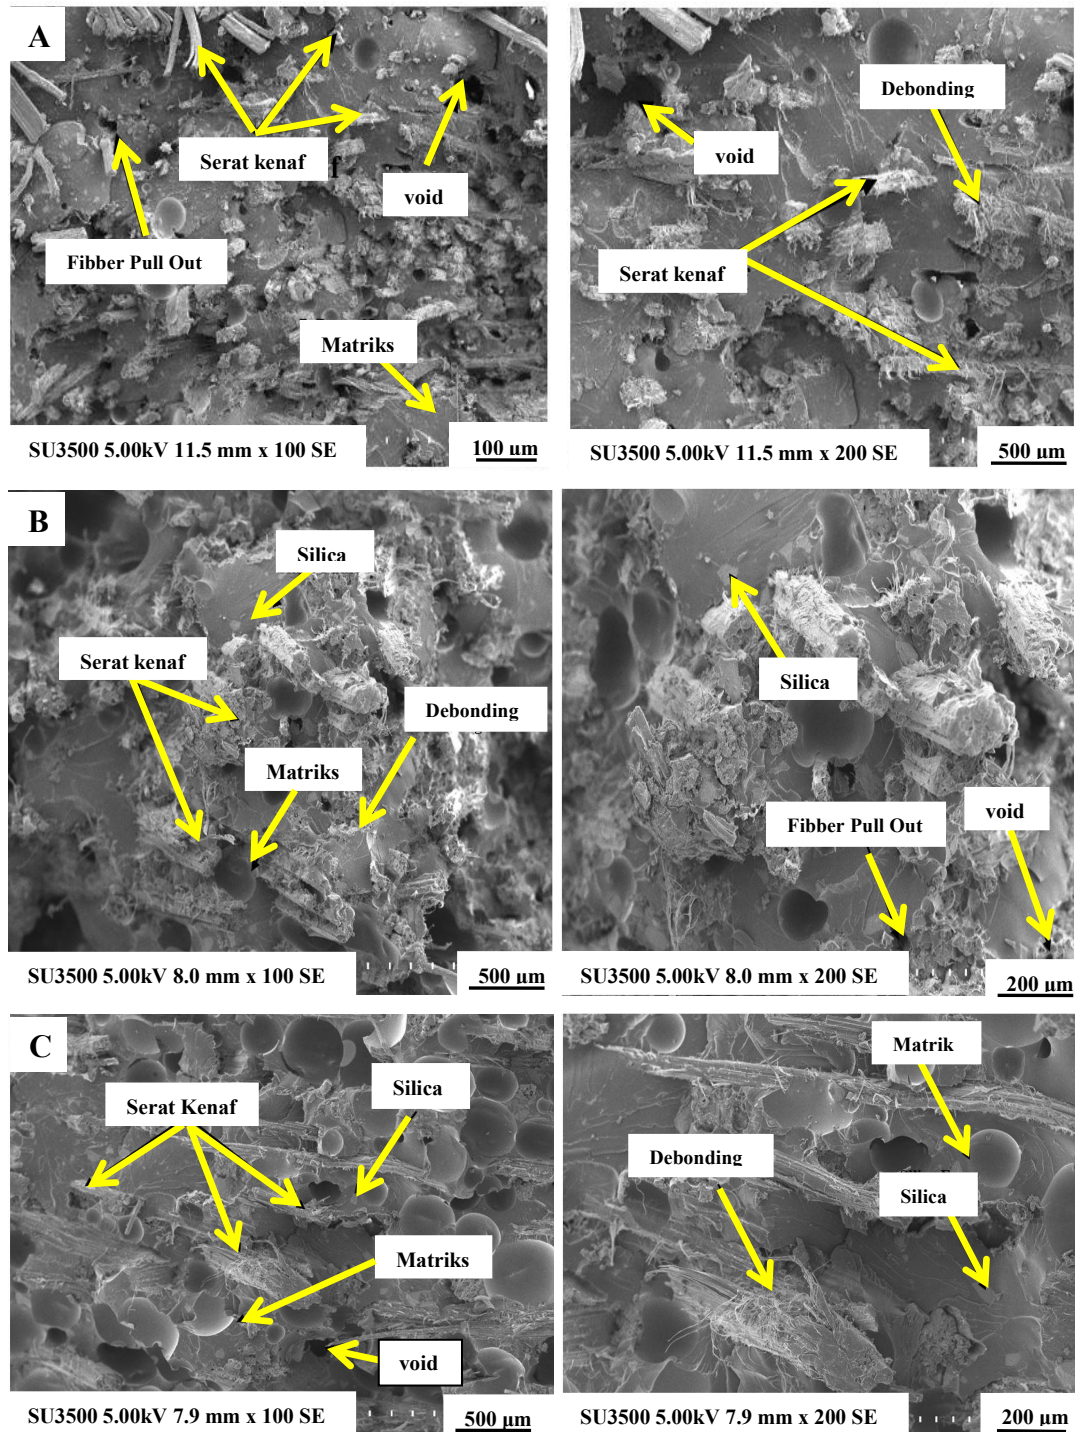 A
Serat kenaf
void
Fibber Pull Out
Matriks
SU3500 5.00kV 11.5 mm x 100 SE
100 µm
Debonding
void
Serat kenaf
SU3500 5.00kV 11.5 mm x 200 SE
500 µm
B
Silica
Serat kenaf
Debonding
Matriks
SU3500 5.00kV 8.0 mm x 100 SE
500 µm
Silica
Fibber Pull Out
void
SU3500 5.00kV 8.0 mm x 200 SE
200 µm
C
Silica
Serat Kenaf
Matriks
void
SU3500 5.00kV 7.9 mm x 100 SE
500 µm
Matrik
Debonding
Silica
SU3500 5.00kV 7.9 mm x 200 SE
200 µm